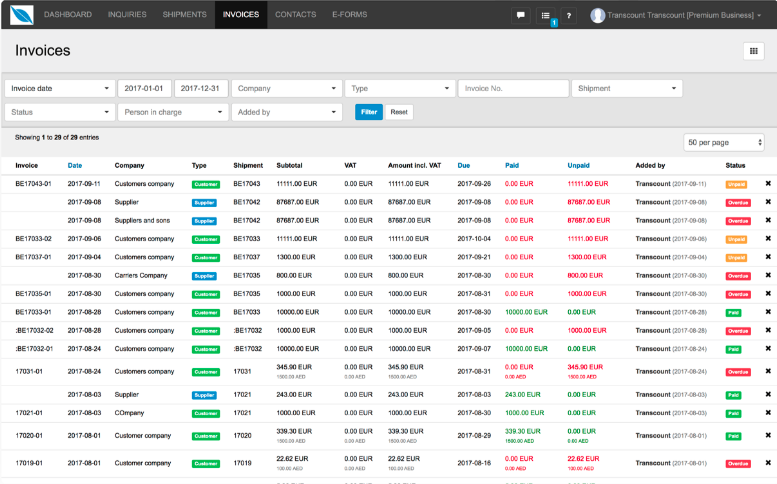 DASHBOARD INQUIRIES SHIPMENTS INVOICES CONTACTS E-FORMS 1 ? Transcount Transcount [Premium Business]
Invoices
Invoice date 2017-01-01 2017-12-31 Company Type Invoice No. Shipment
Status Person in charge Added by Filter Reset
Showing 1 to 29 of 29 entries
50 per page
Invoice Date Company Type Shipment Subtotal VAT Amount incl. VAT Due Paid Unpaid Added by Status
BE17043-01 2017-09-11 Customers company Customer BE17043 11111.00 EUR 0.00 EUR 11111.00 EUR 2017-09-26 0.00 EUR 11111.00 EUR Transcount (2017-09-11) Unpaid
2017-09-08 Supplier Supplier BE17042 87687.00 EUR 0.00 EUR 87687.00 EUR 2017-09-08 0.00 EUR 87687.00 EUR Transcount (2017-09-08) Overdue
2017-09-08 Suppliers and sons Supplier BE17042 87687.00 EUR 0.00 EUR 87687.00 EUR 2017-09-08 0.00 EUR 87687.00 EUR Transcount (2017-09-08) Overdue
BE17033-02 2017-09-06 Customers company Customer BE17033 11111.00 EUR 0.00 EUR 11111.00 EUR 2017-10-04 0.00 EUR 11111.00 EUR Transcount (2017-09-06) Unpaid
BE17037-01 2017-09-04 Customers company Customer BE17037 1300.00 EUR 0.00 EUR 1300.00 EUR 2017-09-21 0.00 EUR 1300.00 EUR Transcount (2017-09-04) Unpaid
2017-08-30 Carriers Company Supplier BE17035 800.00 EUR 0.00 EUR 800.00 EUR 2017-08-30 0.00 EUR 800.00 EUR Transcount (2017-08-30) Overdue
BE17035-01 2017-08-30 Customers company Customer BE17035 1000.00 EUR 0.00 EUR 1000.00 EUR 2017-08-31 0.00 EUR 1000.00 EUR Transcount (2017-08-30) Overdue
BE17033-01 2017-08-28 Customers company Customer BE17033 10000.00 EUR 0.00 EUR 10000.00 EUR 2017-08-30 10000.00 EUR 0.00 EUR Transcount (2017-08-28) Paid
:BE17032-02 2017-08-28 Customers company Customer :BE17032 1000.00 EUR 0.00 EUR 1000.00 EUR 2017-09-05 0.00 EUR 1000.00 EUR Transcount (2017-08-28) Overdue
:BE17032-01 2017-08-24 Customers company Customer :BE17032 10000.00 EUR 0.00 EUR 10000.00 EUR 2017-09-07 10000.00 EUR 0.00 EUR Transcount (2017-08-24) Paid
17031-01 2017-08-24 Customers company Customer 17031 345.90 EUR 0.00 EUR 345.90 EUR 2017-08-31 0.00 EUR 345.90 EUR Transcount (2017-08-24) Overdue
1500.00 AED 0.00 AED 1500.00 AED 0.00 AED 1500.00 AED
2017-08-03 Supplier Supplier 17021 243.00 EUR 0.00 EUR 243.00 EUR 2017-08-03 243.00 EUR 0.00 EUR Transcount (2017-08-03) Paid
17021-01 2017-08-03 COmpany Customer 17021 1000.00 EUR 0.00 EUR 1000.00 EUR 2017-08-30 1000.00 EUR 0.00 EUR Transcount (2017-08-03) Paid
17020-01 2017-08-01 Customer company Customer 17020 339.30 EUR 0.00 EUR 339.30 EUR 2017-08-29 339.30 EUR 0.00 EUR Transcount (2017-08-01) Paid
1500.00 AED 0.00 AED 1500.00 AED 1500.00 AED 0.00 AED
17019-01 2017-08-01 Customer company Customer 17019 22.62 EUR 0.00 EUR 22.62 EUR 2017-08-16 0.00 EUR 22.62 EUR Transcount (2017-08-01) Overdue
100.00 AED 0.00 AED 100.00 AED 0.00 AED 100.00 AED